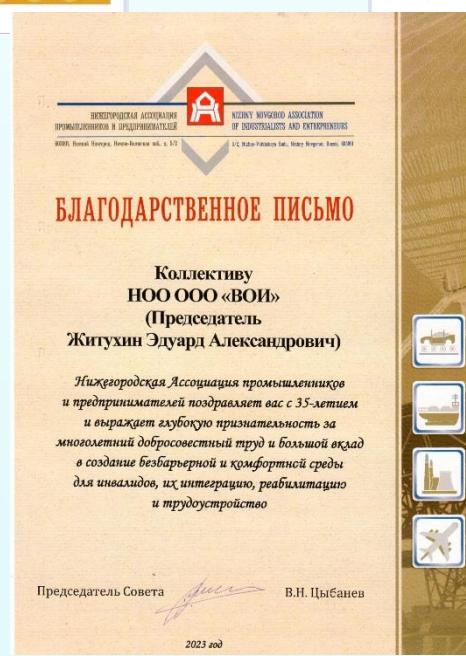 НИЖЕГОРОДСКАЯ АССОЦИАЦИЯ
ПРОМЫШЛЕННИКОВ И ПРЕДПРИНИМАТЕЛЕЙ
NIZHNY NOVGOROD ASSOCIATION
OF INDUSTRIALISTS AND ENTREPRENEURS
БЛАГОДАРСТВЕННОЕ ПИСЬМО
Коллективу
НОО ООО «ВОИ»
(Председатель
Житухин Эдуард Александрович)
Нижегородская Ассоциация промышленников
и предпринимателей поздравляет вас с 35-летием
и выражает глубокую признательность за
многолетний добросовестный труд и большой вклад
в создание безбарьерной и комфортной среды
для инвалидов, их интеграцию, реабилитацию
и трудоустройство
Председатель Совета
В.Н. Цыбанев
2023 год